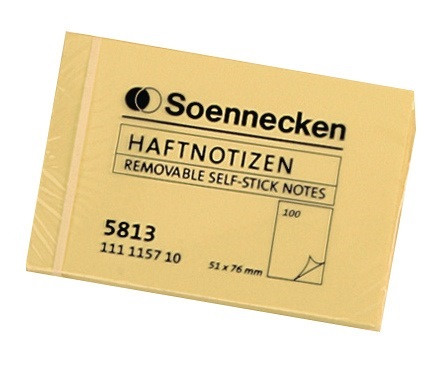 Soennecken
HAFTNOTIZEN
REMOVABLE SELF-STICK NOTES
100
5813
111 1157 10
51 x 76 mm